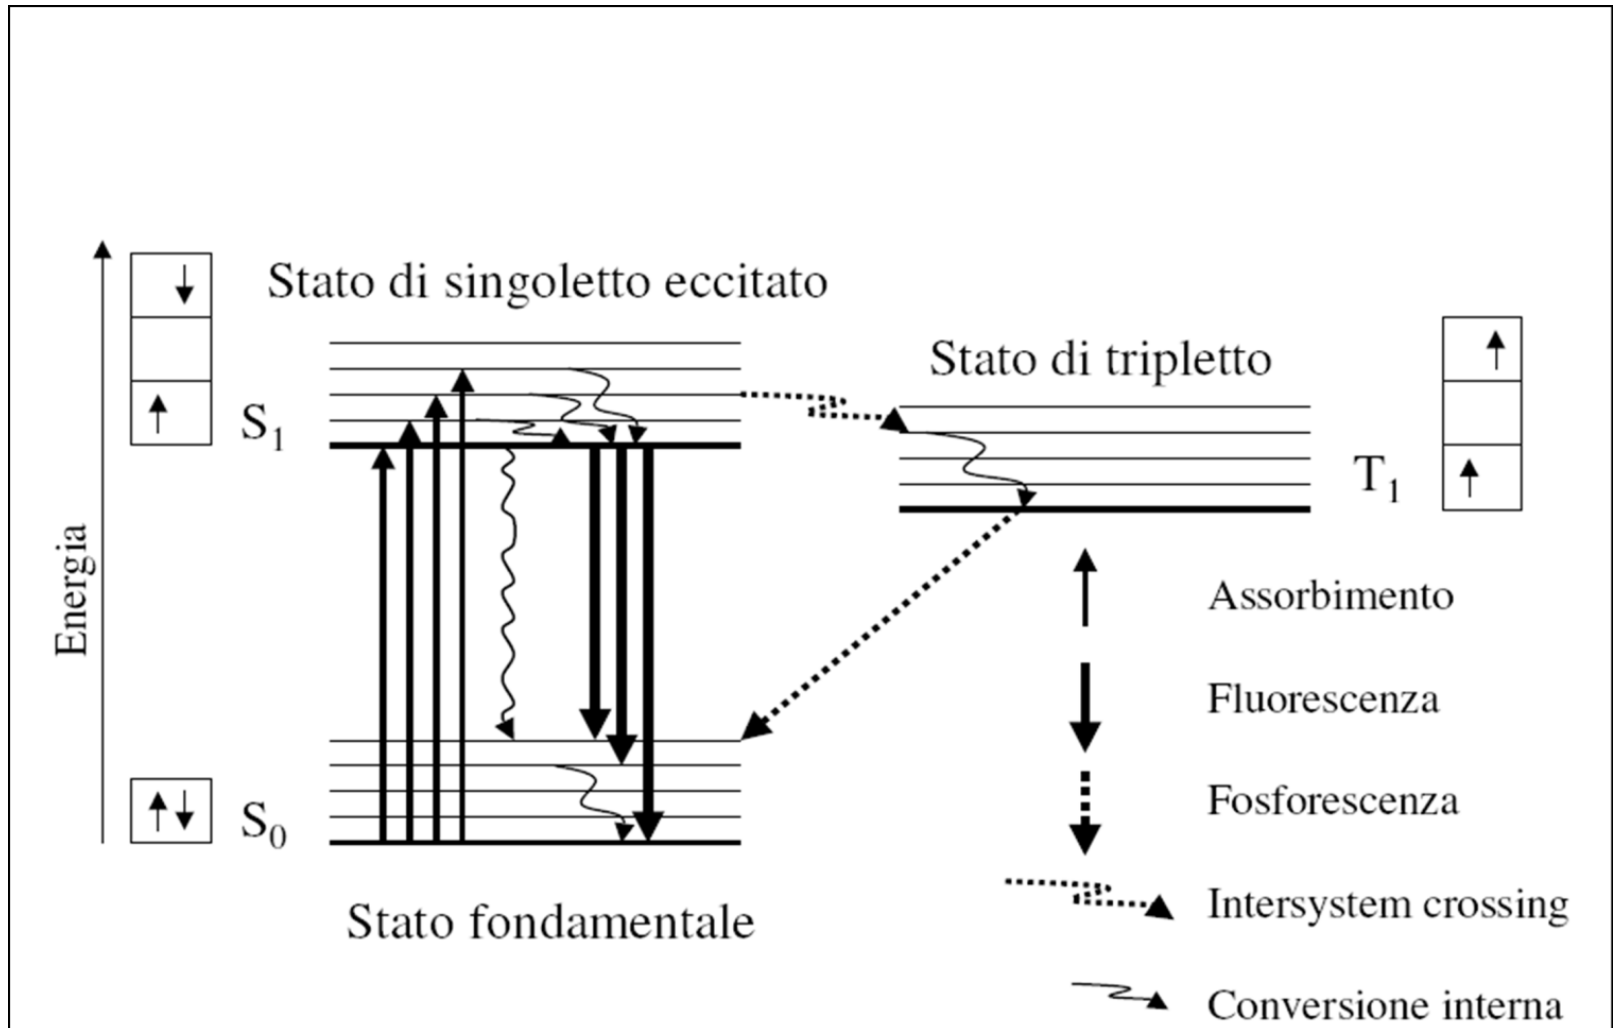 Stato di singoletto eccitato
Stato di tripletto
S1
T1
Energia
Assorbimento
Fluorescenza
Fosforescenza
S0
Intersystem crossing
Stato fondamentale
Conversione interna